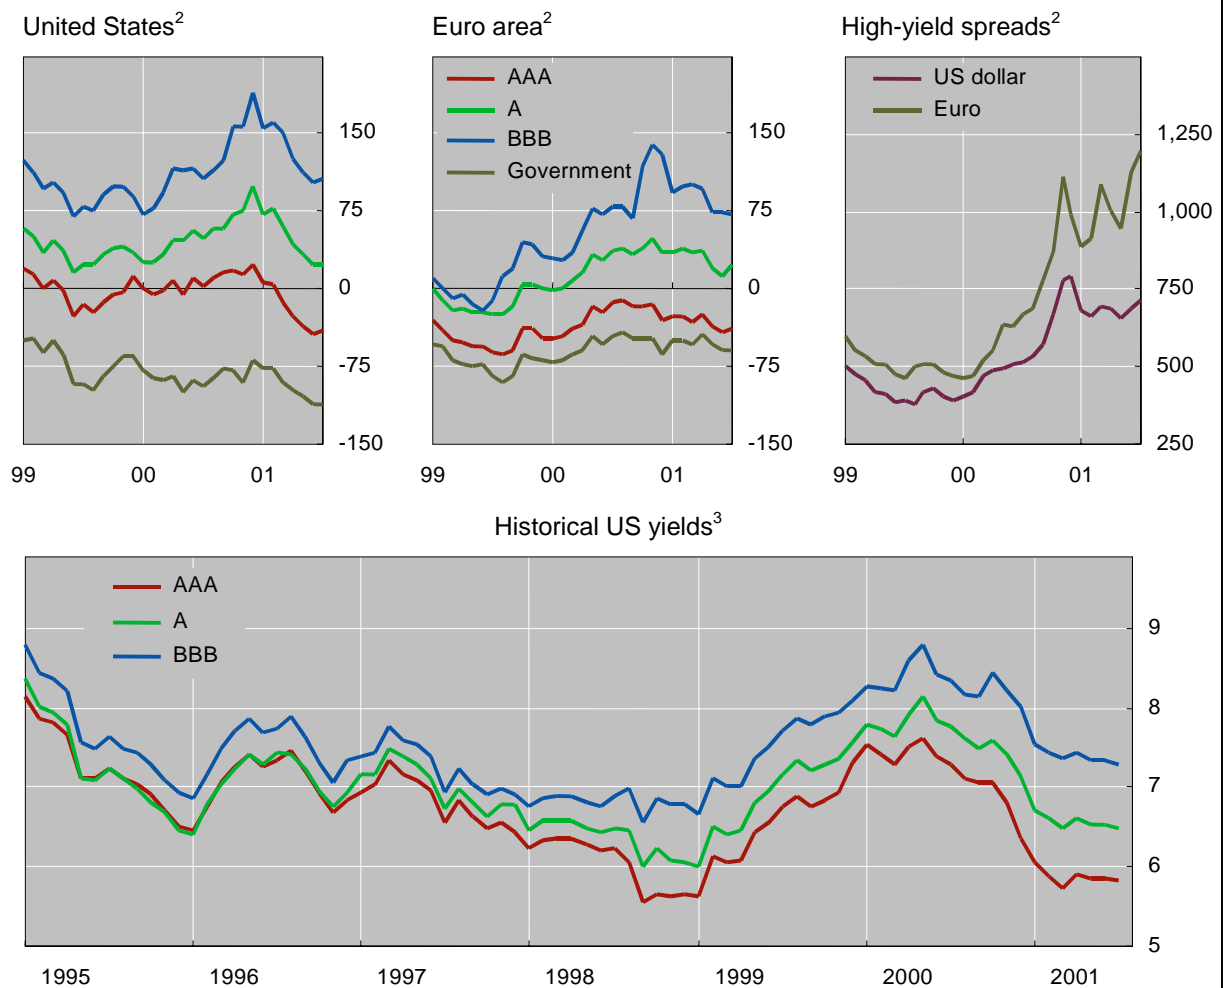 United States²
Euro area²
High-yield spreads²
AAA
A
BBB
Government
US dollar
Euro
150
75
0
-75
-150
150
75
0
-75
-150
1,250
1,000
750
500
250
99 00 01
99 00 01
99 00 01
Historical US yields³
AAA
A
BBB
9
8
7
6
5
1995 1996 1997 1998 1999 2000 2001